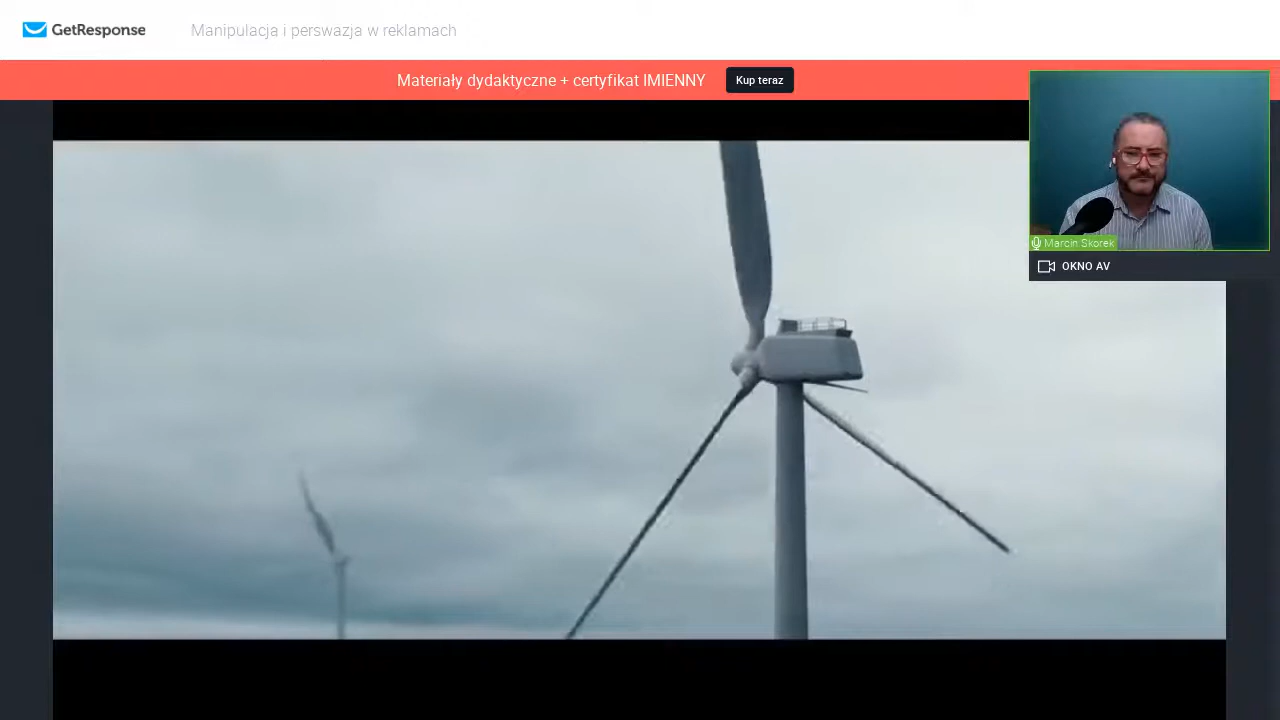 GetResponse
Manipulacja i perswazja w reklamach
Materiały dydaktyczne + certyfikat IMIENNY
Kup teraz
Marcin Skorek
OKNO AV